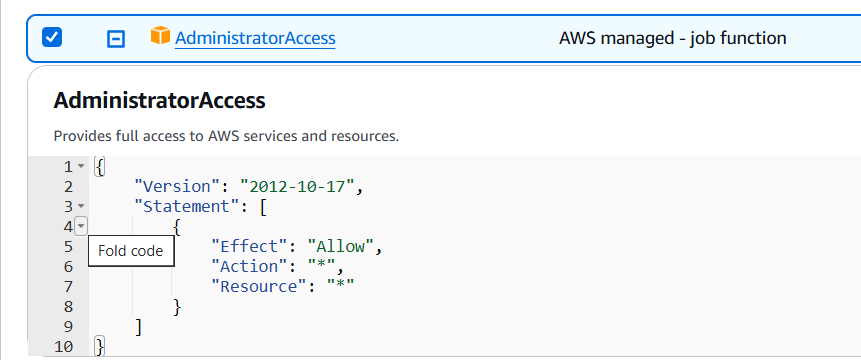 AdministratorAccess AWS managed - job function
AdministratorAccess
Provides full access to AWS services and resources.
1 {
2 "Version": "2012-10-17",
3 "Statement": [
4 {
Fold code
5 "Effect": "Allow",
6 "Action": "*",
7 "Resource": "*"
8 }
9 ]
10 }